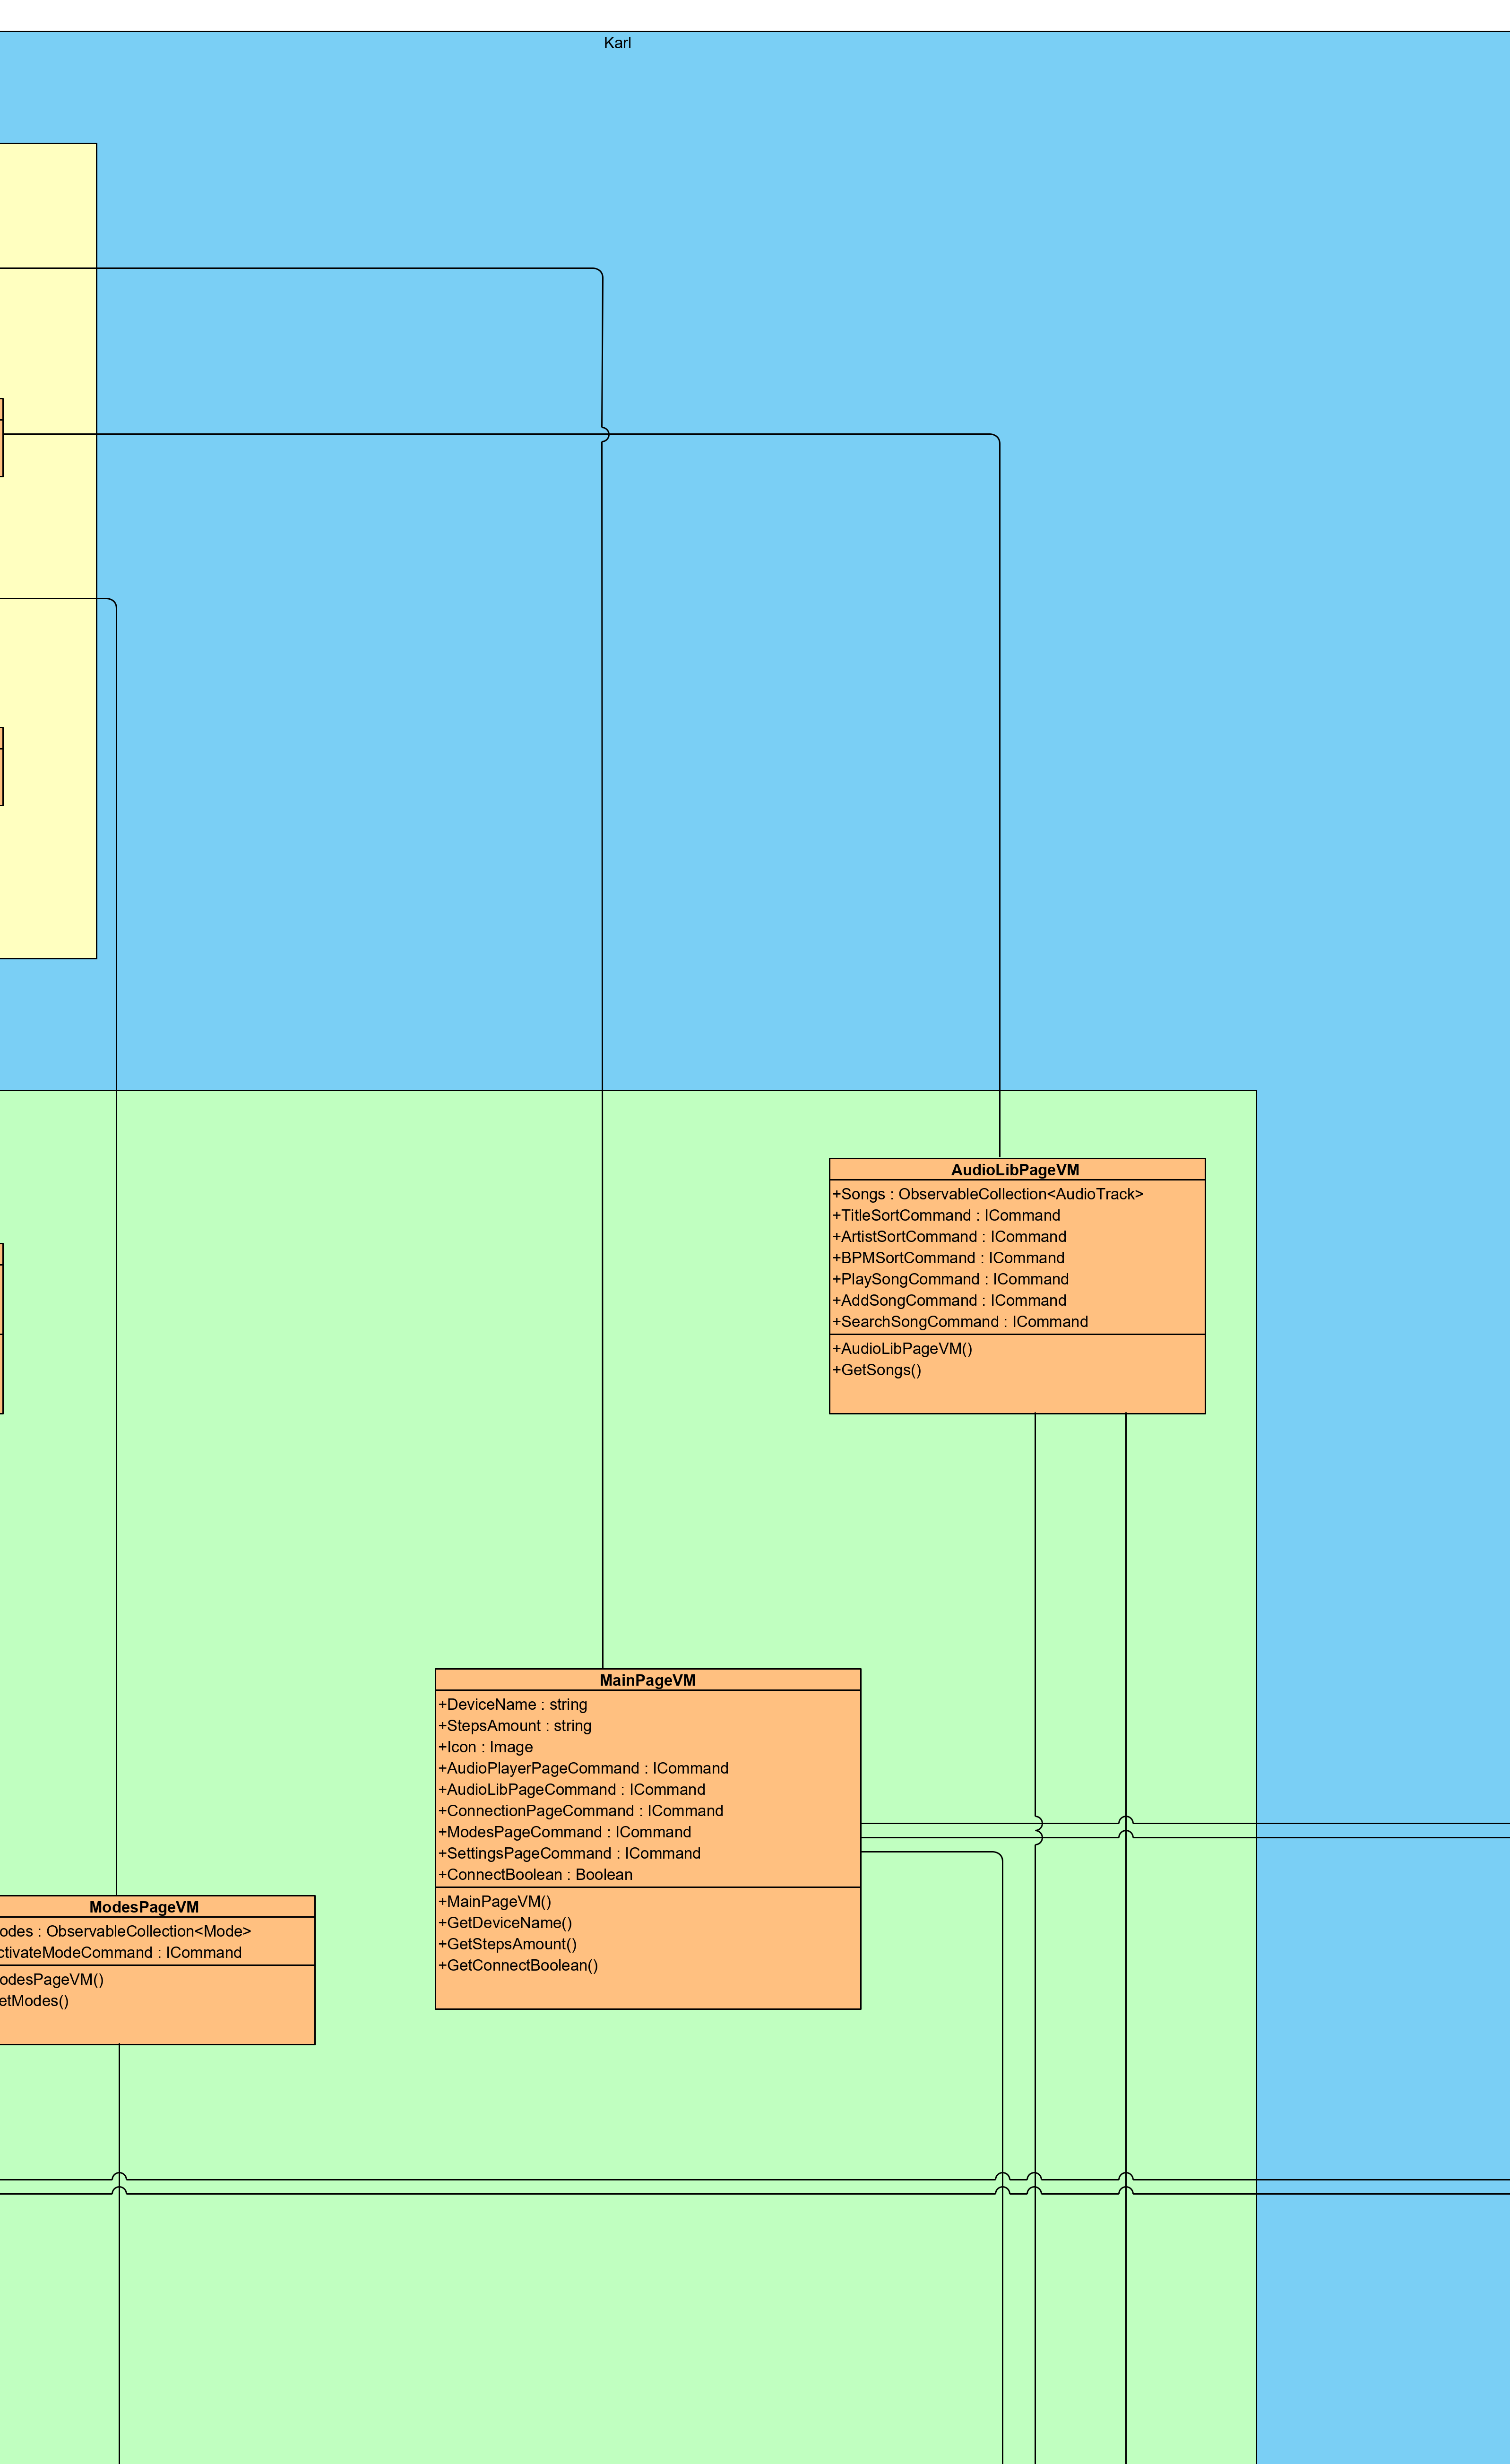 Karl
AudioLibPageVM
+Songs : ObservableCollection<AudioTrack>
+TitleSortCommand : ICommand
+ArtistSortCommand : ICommand
+BPMSortCommand : ICommand
+PlaySongCommand : ICommand
+AddSongCommand : ICommand
+SearchSongCommand : ICommand
+AudioLibPageVM()
+GetSongs()
MainPageVM
+DeviceName : string
+StepsAmount : string
+Icon : Image
+AudioPlayerPageCommand : ICommand
+AudioLibPageCommand : ICommand
+ConnectionPageCommand : ICommand
+ModesPageCommand : ICommand
+SettingsPageCommand : ICommand
+ConnectBoolean : Boolean
+MainPageVM()
+GetDeviceName()
+GetStepsAmount()
+GetConnectBoolean()
ModesPageVM
odes : ObservableCollection<Mode>
ctivateModeCommand : ICommand
odesPageVM()
etModes()